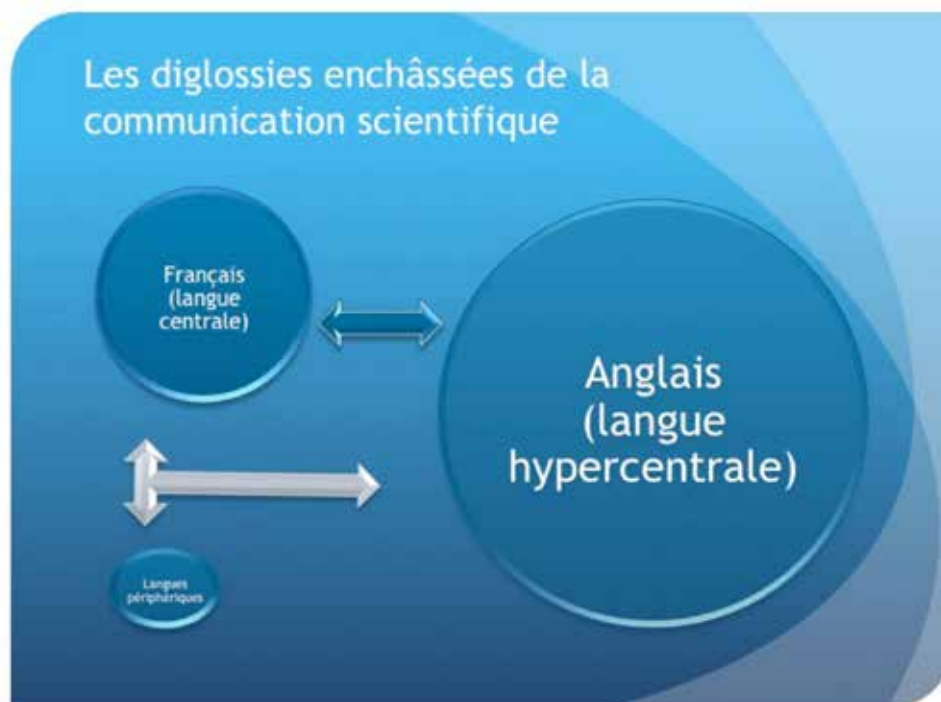 Les diglossies enchâssées de la
communication scientifique
Français
(langue
centrale)
Anglais
(langue
hypercentrale)
Langues
périphériques